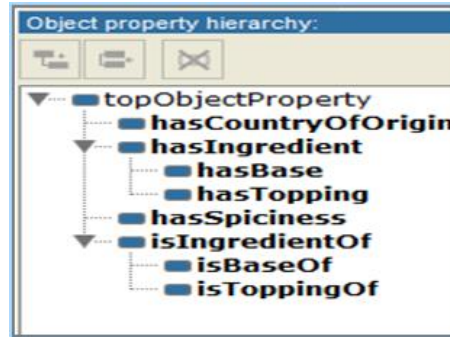 Object property hierarchy:
topObjectProperty
hasCountryOfOrigin
hasIngredient
hasBase
hasTopping
hasSpiciness
isIngredientOf
isBaseOf
isToppingOf